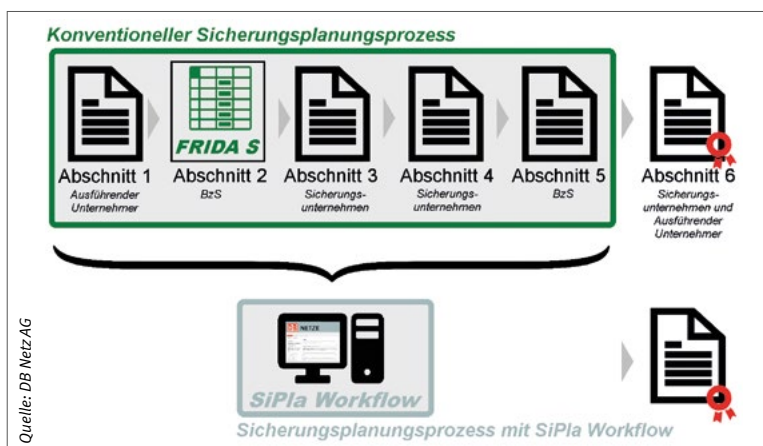 Konventioneller Sicherungsplanungsprozess
FRIDA S
Abschnitt 1
Ausführender
Unternehmer
Abschnitt 2
BzS
Abschnitt 3
Sicherungs-
unternehmen
Abschnitt 4
Sicherungs-
unternehmen
Abschnitt 5
BzS
Abschnitt 6
Sicherungs-
unternehmen und
Ausführender
Unternehmer
NETZE
SiPla Workflow
Sicherungsplanungsprozess mit SiPla Workflow
Quelle: DB Netz AG